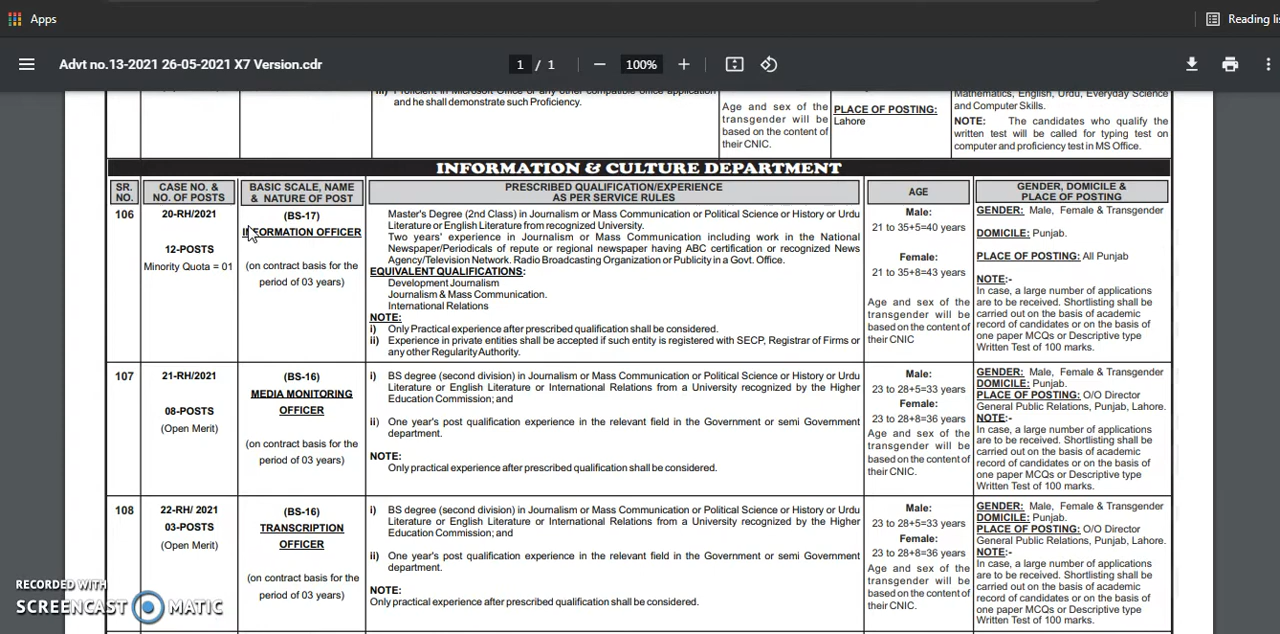 Apps
Reading lis
Advt no.13-2021 26-05-2021 X7 Version.cdr
1 / 1
100%
and he shall demonstrate such Proficiency.
Age and sex of the
transgender will be
based on the content of
their CNIC.
PLACE OF POSTING:
Lahore
Mathematics, English, Urdu, Everyday Science
and Computer Skills.
NOTE: The candidates who qualify the
written test will be called for typing test on
computer and proficiency test in MS Office.
INFORMATION & CULTURE DEPARTMENT
SR.
NO.
CASE NO. &
NO. OF POSTS
BASIC SCALE, NAME
& NATURE OF POST
PRESCRIBED QUALIFICATION/EXPERIENCE
AS PER SERVICE RULES
AGE
GENDER, DOMICILE &
PLACE OF POSTING
106
20-RH/2021
12-POSTS
Minority Quota = 01
(BS-17)
INFORMATION OFFICER
(on contract basis for the
period of 03 years)
Master's Degree (2nd Class) in Journalism or Mass Communication or Political Science or History or Urdu
Literature or English Literature from recognized University.
Two years' experience in Journalism or Mass Communication including work in the National
Newspaper/Periodicals of repute or regional newspaper having ABC certification or recognized News
Agency/Television Network. Radio Broadcasting Organization or Publicity in a Govt. Office.
EQUIVALENT QUALIFICATIONS:
Development Journalism
Journalism & Mass Communication.
International Relations
NOTE:
i) Only Practical experience after prescribed qualification shall be considered.
ii) Experience in private entities shall be accepted if such entity is registered with SECP, Registrar of Firms or
any other Regularity Authority.
Male:
21 to 35+5=40 years
Female:
21 to 35+8=43 years
Age and sex of the
transgender will be
based on the content of
their CNIC
GENDER: Male, Female & Transgender
DOMICILE: Punjab.
PLACE OF POSTING: All Punjab
NOTE:-
In case, a large number of applications
are to be received. Shortlisting shall be
carried out on the basis of academic
record of candidates or on the basis of
one paper MCQs or Descriptive type
Written Test of 100 marks.
107
21-RH/2021
08-POSTS
(Open Merit)
(BS-16)
MEDIA MONITORING
OFFICER
(on contract basis for the
period of 03 years)
i) BS degree (second division) in Journalism or Mass Communication or Political Science or History or Urdu
Literature or English Literature or International Relations from a University recognized by the Higher
Education Commission; and
ii) One year's post qualification experience in the relevant field in the Government or semi Government
department.
NOTE:
Only practical experience after prescribed qualification shall be considered.
Male:
23 to 28+5=33 years
Female:
23 to 28+8=36 years
Age and sex of the
transgender will be
based on the content of
their CNIC.
GENDER: Male, Female & Transgender
DOMICILE: Punjab.
PLACE OF POSTING: O/O Director
General Public Relations, Punjab, Lahore.
NOTE:-
In case, a large number of applications
are to be received. Shortlisting shall be
carried out on the basis of academic
record of candidates or on the basis of
one paper MCQs or Descriptive type
Written Test of 100 marks.
108
22-RH/ 2021
03-POSTS
(Open Merit)
(BS-16)
TRANSCRIPTION
OFFICER
(on contract basis for the
period of 03 years)
i) BS degree (second division) in Journalism or Mass Communication or Political Science or History or Urdu
Literature or English Literature or International Relations from a University recognized by the Higher
Education Commission; and
ii) One year's post qualification experience in the relevant field in the Government or semi Government
department.
NOTE:
Only practical experience after prescribed qualification shall be considered.
Male:
23 to 28+5=33 years
Female:
23 to 28+8=36 years
Age and sex of the
transgender will be
based on the content of
their CNIC.
GENDER: Male, Female & Transgender
DOMICILE: Punjab.
PLACE OF POSTING: O/O Director
General Public Relations, Punjab, Lahore.
NOTE:-
In case, a large number of applications
are to be received. Shortlisting shall be
carried out on the basis of academic
record of candidates or on the basis of
one paper MCQs or Descriptive type
Written Test of 100 marks.
RECORDED WITH
SCREENCAST MATIC